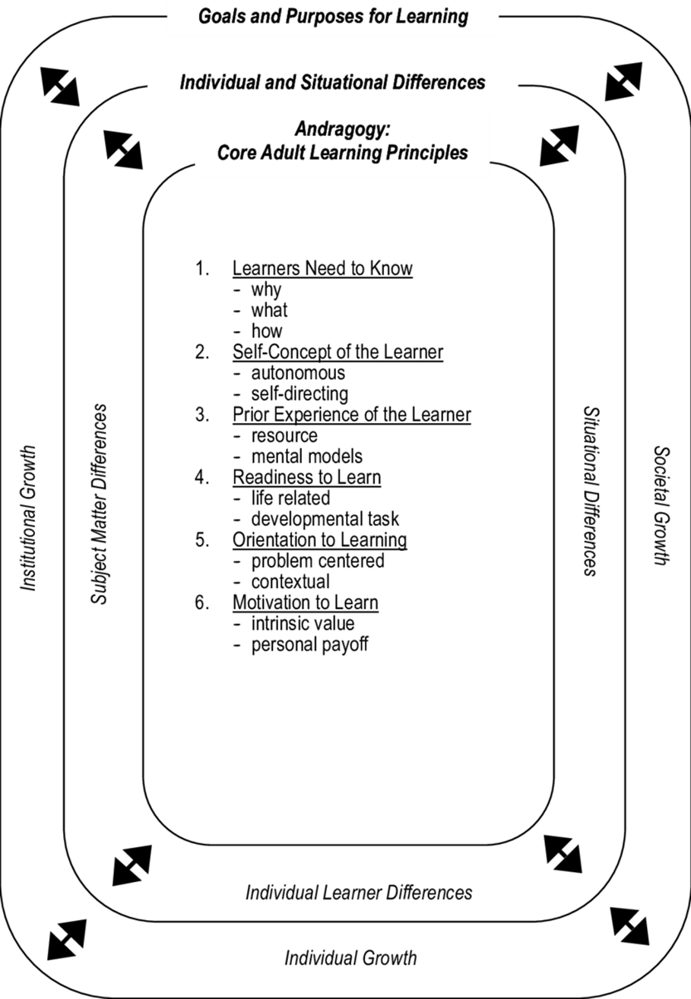 Goals and Purposes for Learning
Individual and Situational Differences
Andragogy:
Core Adult Learning Principles
1. Learners Need to Know
- why
- what
- how
2. Self-Concept of the Learner
- autonomous
- self-directing
3. Prior Experience of the Learner
- resource
- mental models
4. Readiness to Learn
- life related
- developmental task
5. Orientation to Learning
- problem centered
- contextual
6. Motivation to Learn
- intrinsic value
- personal payoff
Institutional Growth
Subject Matter Differences
Situational Differences
Societal Growth
Individual Learner Differences
Individual Growth